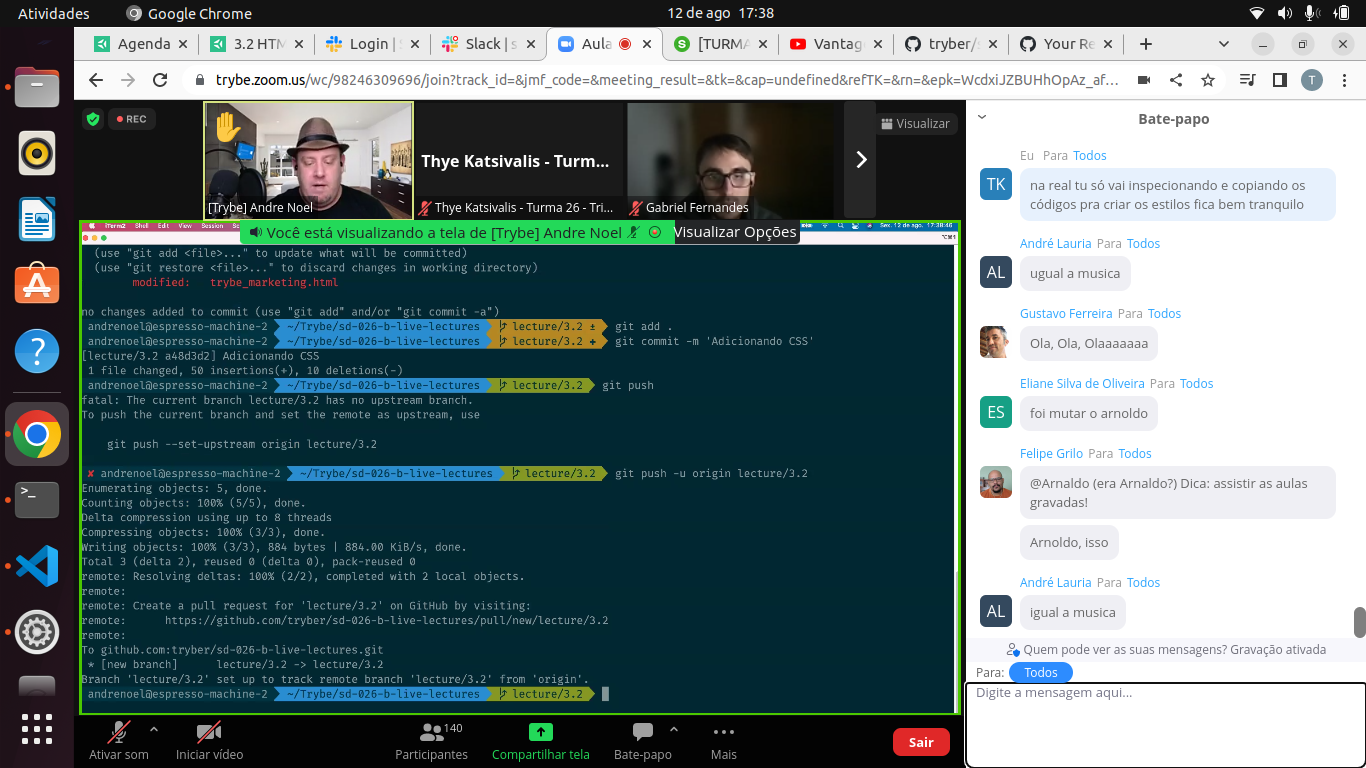 Atividades
Google Chrome
12 de ago 17:38
Agenda
3.2 HTM
Login |
Slack | s
Aula
[TURMA
Vantag
tryber/s
Your Re
trybe.zoom.us/wc/98246309696/join?track_id=&jmf_code=&meeting_result=&tk=&cap=undefined&refTK=&rn=&epk=WcdxiJZBUHhOpAz_af...
T
REC
Thye Katsivalis - Turm...
Visualizar
[Trybe] Andre Noel
Thye Katsivalis - Turma 26 - Tri...
Gabriel Fernandes
iTerm2 Shell Edit View
Sex. 12 de ago. 17:38:46
Você está visualizando a tela de [Trybe] Andre Noel
Visualizar Opções
(use "git add <file>..." to update what will be committed)
(use "git restore <file>..." to discard changes in working directory)
modified: trybe_marketing.html
no changes added to commit (use "git add" and/or "git commit -a")
andrenoel@espresso-machine-2 ~/Trybe/sd-026-b-live-lectures lecture/3.2 ± git add .
andrenoel@espresso-machine-2 ~/Trybe/sd-026-b-live-lectures lecture/3.2 + git commit -m 'Adicionando CSS'
[lecture/3.2 a48d3d2] Adicionando CSS
1 file changed, 50 insertions(+), 10 deletions(-)
andrenoel@espresso-machine-2 ~/Trybe/sd-026-b-live-lectures lecture/3.2 git push
fatal: The current branch lecture/3.2 has no upstream branch.
To push the current branch and set the remote as upstream, use
git push --set-upstream origin lecture/3.2
✘ andrenoel@espresso-machine-2 ~/Trybe/sd-026-b-live-lectures lecture/3.2 git push -u origin lecture/3.2
Enumerating objects: 5, done.
Counting objects: 100% (5/5), done.
Delta compression using up to 8 threads
Compressing objects: 100% (3/3), done.
Writing objects: 100% (3/3), 884 bytes | 884.00 KiB/s, done.
Total 3 (delta 2), reused 0 (delta 0), pack-reused 0
remote: Resolving deltas: 100% (2/2), completed with 2 local objects.
remote:
remote: Create a pull request for 'lecture/3.2' on GitHub by visiting:
remote: https://github.com/tryber/sd-026-b-live-lectures/pull/new/lecture/3.2
remote:
To github.com:tryber/sd-026-b-live-lectures.git
* [new branch] lecture/3.2 -> lecture/3.2
Branch 'lecture/3.2' set up to track remote branch 'lecture/3.2' from 'origin'.
andrenoel@espresso-machine-2 ~/Trybe/sd-026-b-live-lectures lecture/3.2
Ativar som
Iniciar vídeo
140
Participantes
Compartilhar tela
Bate-papo
Mais
Sair
Bate-papo
Eu Para Todos
TK
na real tu só vai inspecionando e copiando os
códigos pra criar os estilos fica bem tranquilo
André Lauria Para Todos
AL
ugual a musica
Gustavo Ferreira Para Todos
Ola, Ola, Olaaaaaaa
Eliane Silva de Oliveira Para Todos
ES
foi mutar o arnoldo
Felipe Grilo Para Todos
@Arnaldo (era Arnaldo?) Dica: assistir as aulas
gravadas!
Arnoldo, isso
André Lauria Para Todos
AL
igual a musica
Quem pode ver as suas mensagens? Gravação ativada
Para: Todos
Digite a mensagem aqui...